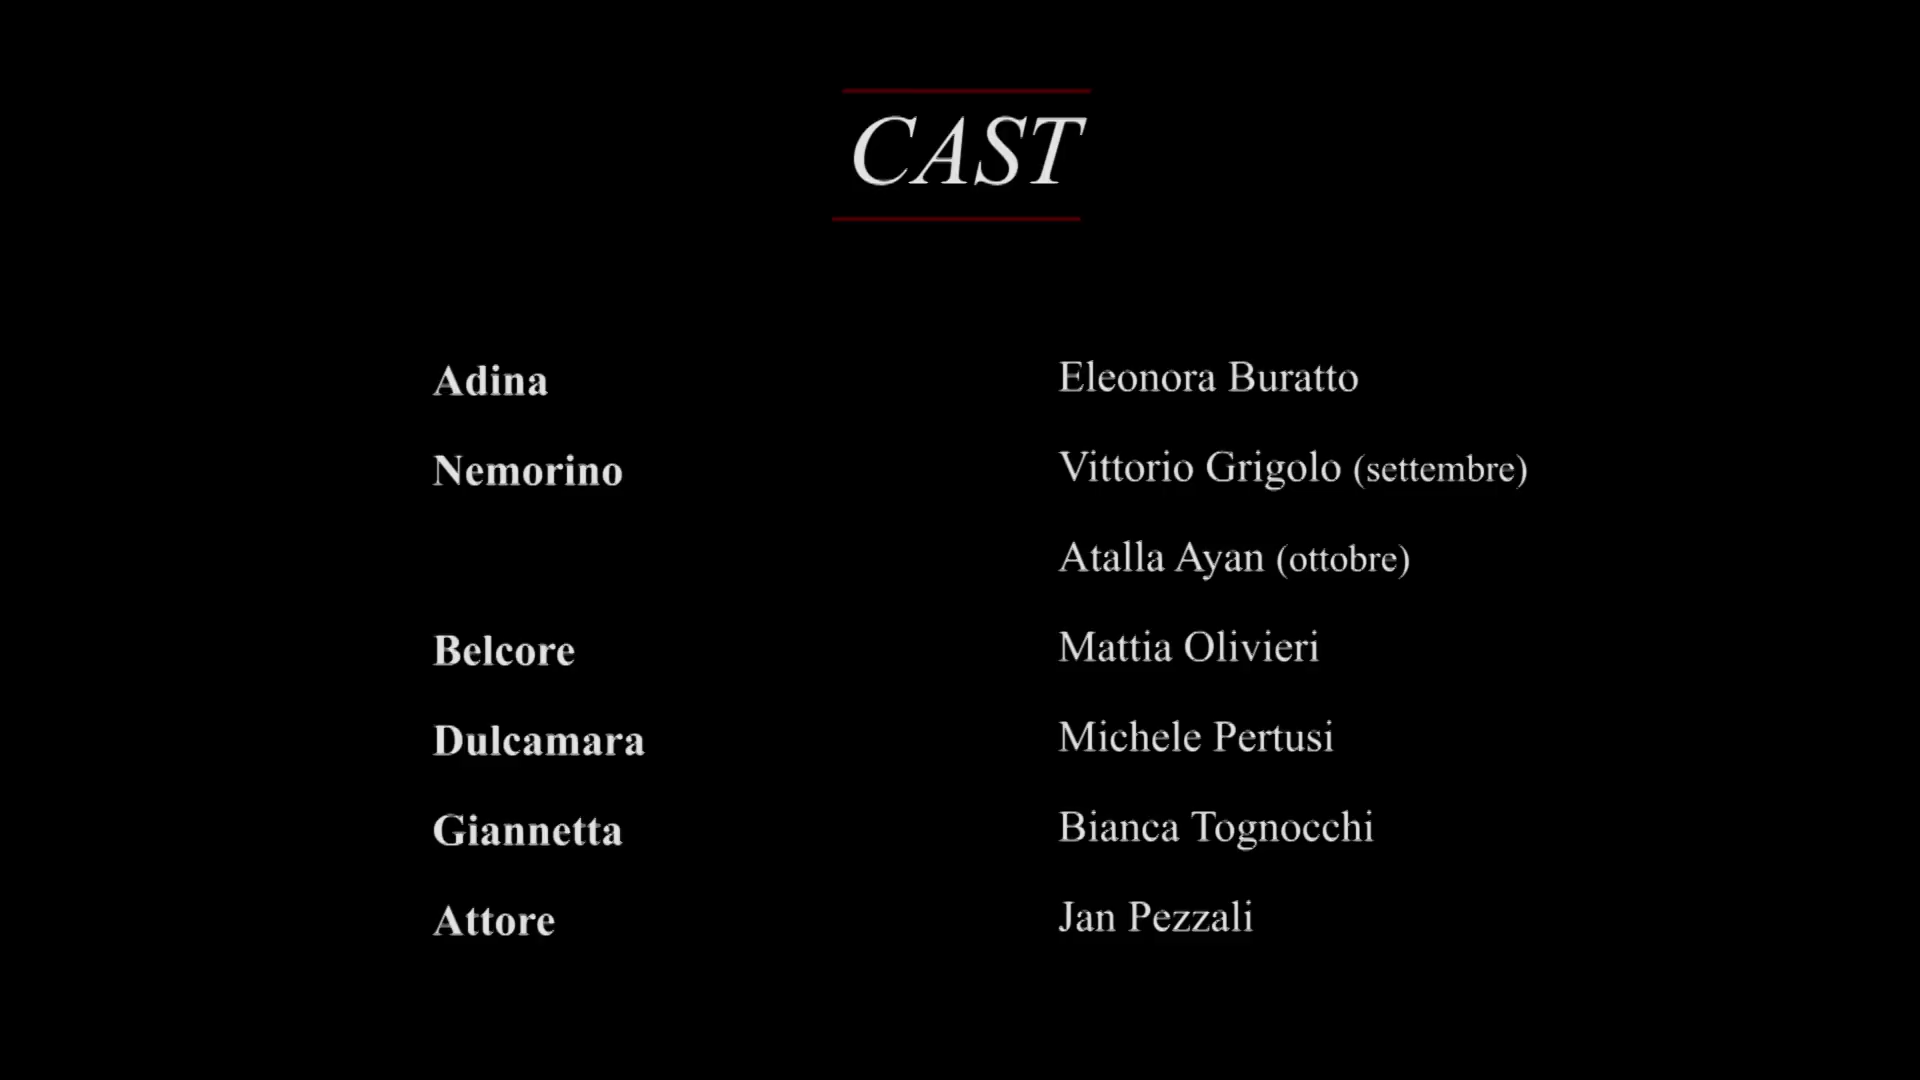 CAST
Adina Eleonora Buratto
Nemorino Vittorio Grigolo (settembre)
Atalla Ayan (ottobre)
Belcore Mattia Olivieri
Dulcamara Michele Pertusi
Giannetta Bianca Tognocchi
Attore Jan Pezzali